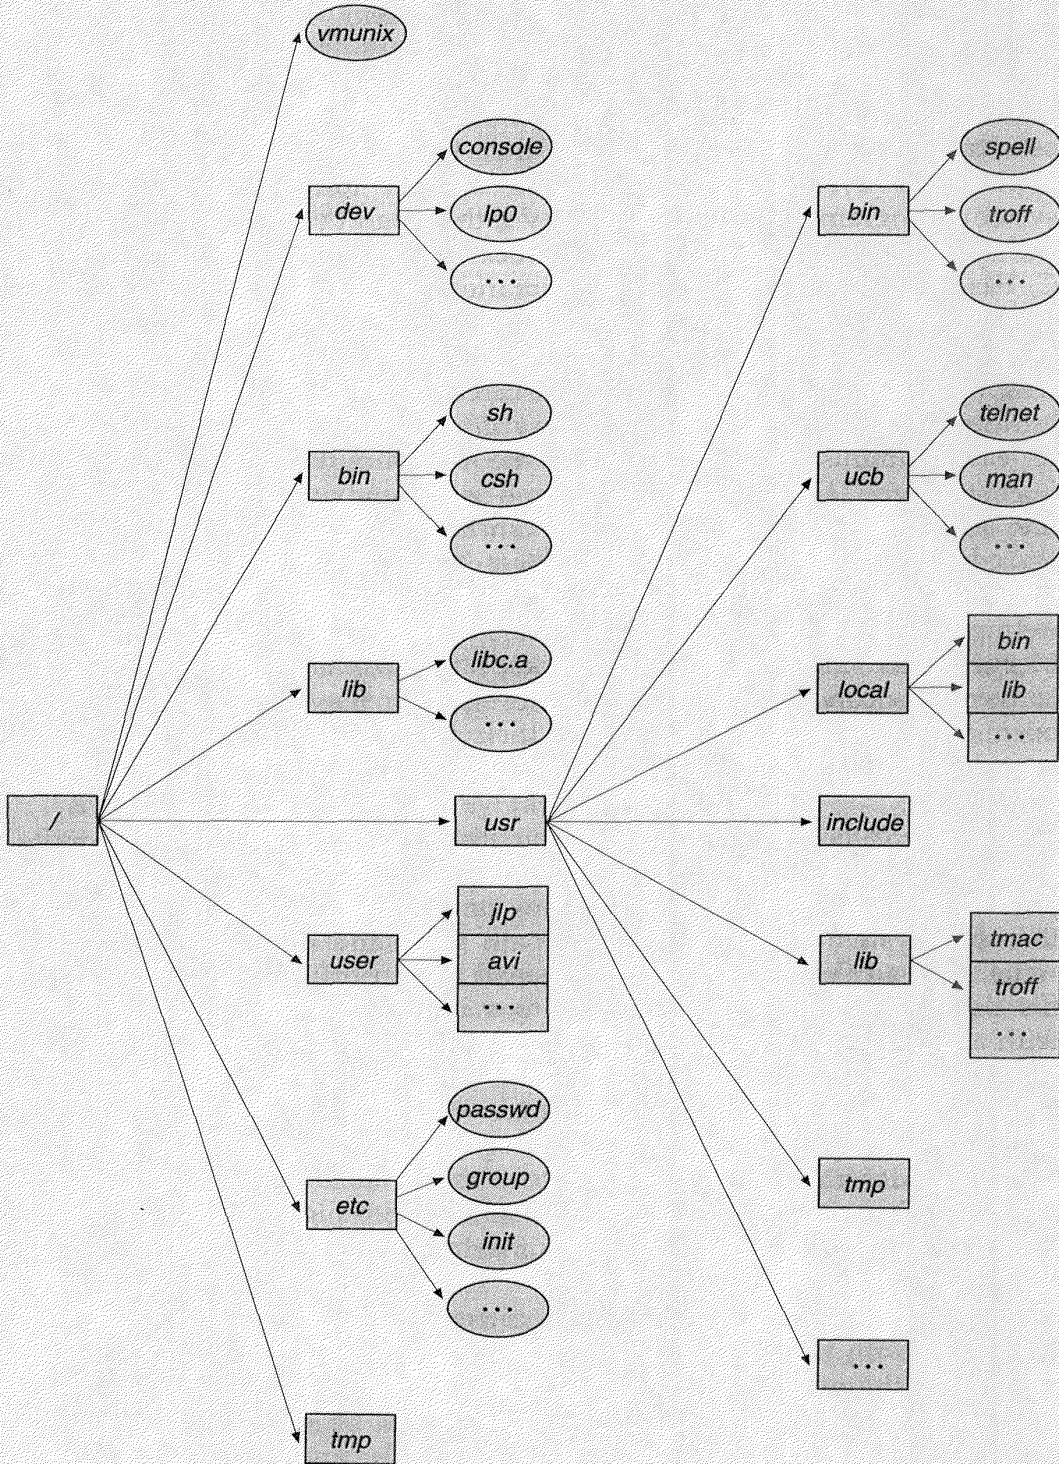 vmunix
console
dev
lp0
...
sh
bin
csh
...
libc.a
lib
...
/
usr
jlp
user
avi
...
passwd
group
etc
init
...
tmp
spell
bin
troff
...
telnet
ucb
man
...
bin
local
lib
...
include
tmac
lib
troff
...
tmp
...